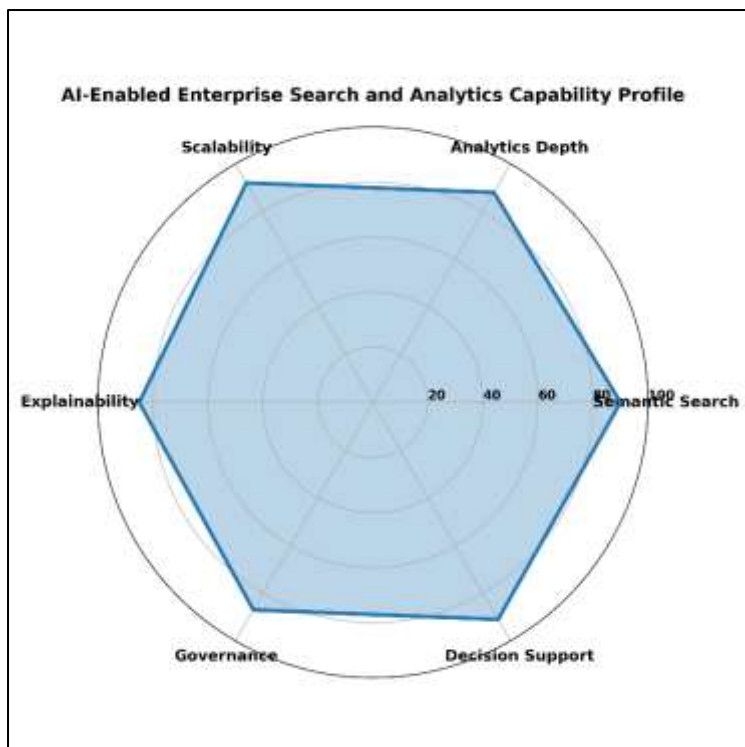 AI-Enabled Enterprise Search and Analytics Capability Profile
Scalability
Analytics Depth
20
40
60
80
100
Explainability
Semantic Search
Governance
Decision Support